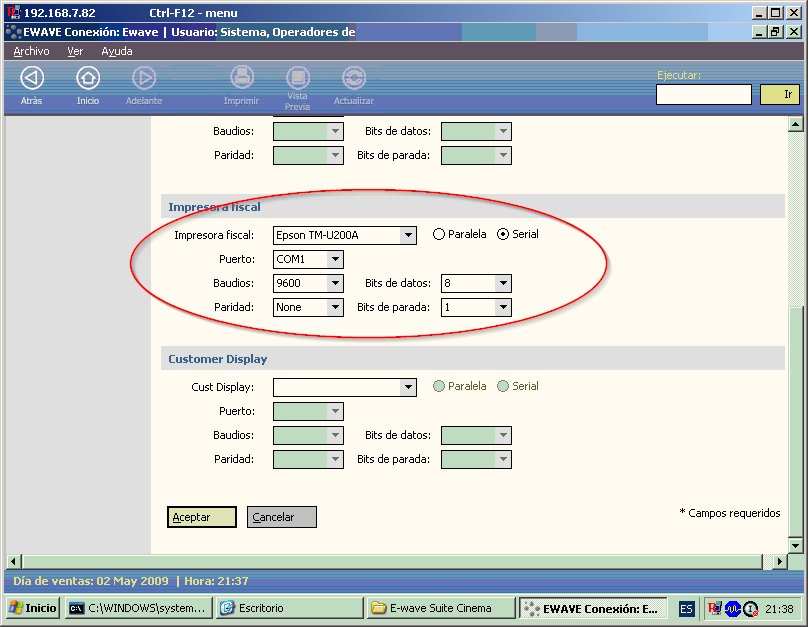 192.168.7.82 Ctrl-F12 - menu
EWAVE Conexión: Ewave | Usuario: Sistema, Operadores de
Archivo Ver Ayuda
Ejecutar:
Ir
Atràs Inicio Adelante Imprimir Vista Previa Actualizar
Baudios: Bits de datos:
Paridad: Bits de parada:
Impresora fiscal
Impresora fiscal: Epson TM-U200A Paralela Serial
Puerto: COM1
Baudios: 9600 Bits de datos: 8
Paridad: None Bits de parada: 1
Customer Display
Cust Display: Paralela Serial
Puerto:
Baudios: Bits de datos:
Paridad: Bits de parada:
Aceptar Cancelar * Campos requeridos
Día de ventas: 02 May 2009 | Hora: 21:37
Inicio C:\WINDOWS\system... Escritorio E-wave Suite Cinema EWAVE Conexión: E... ES 21:38